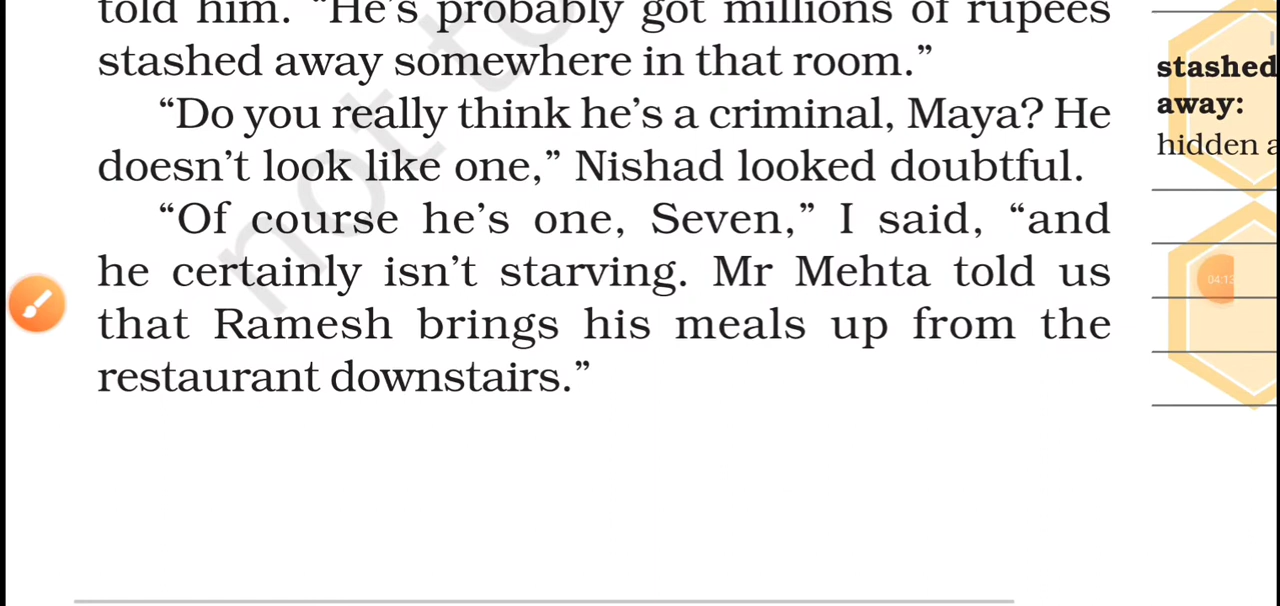 told him. “He’s probably got millions of rupees
stashed away somewhere in that room.”
“Do you really think he’s a criminal, Maya? He
doesn’t look like one,” Nishad looked doubtful.
“Of course he’s one, Seven,” I said, “and
he certainly isn’t starving. Mr Mehta told us
that Ramesh brings his meals up from the
restaurant downstairs.”
stashed
away:
hidden a
not to